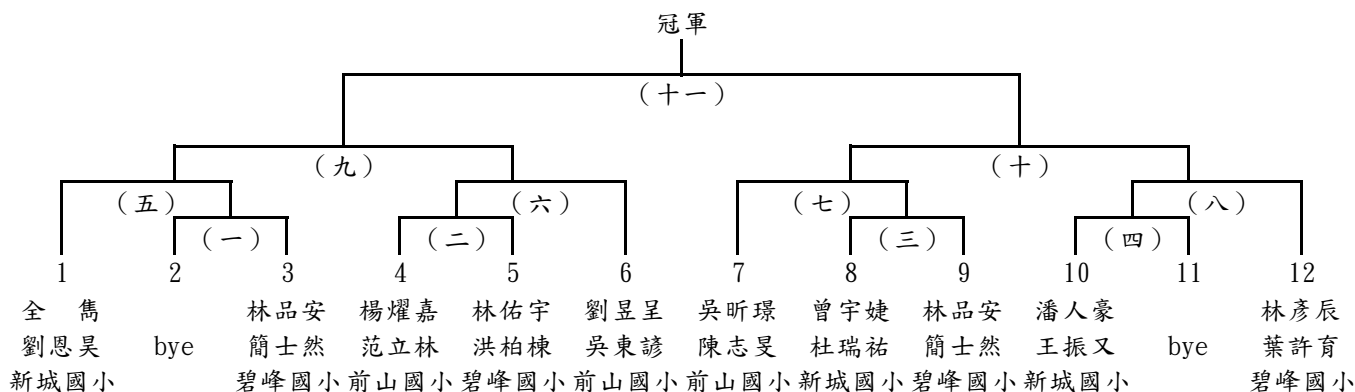 冠軍
(十一)
(九) (十)
(五) (六) (七) (八)
(一) (二) (三) (四)
1 2 3 4 5 6 7 8 9 10 11 12
全 雋 林品安 楊燿嘉 林佑宇 劉昱呈 吳昕璟 曾宇婕 林品安 潘人豪 林彥辰
劉恩昊 bye 簡士然 范立林 洪柏棟 吳東諺 陳志旻 杜瑞祐 簡士然 王振又 bye 葉許育
新城國小 碧峰國小 前山國小 碧峰國小 前山國小 前山國小 新城國小 碧峰國小 新城國小 碧峰國小